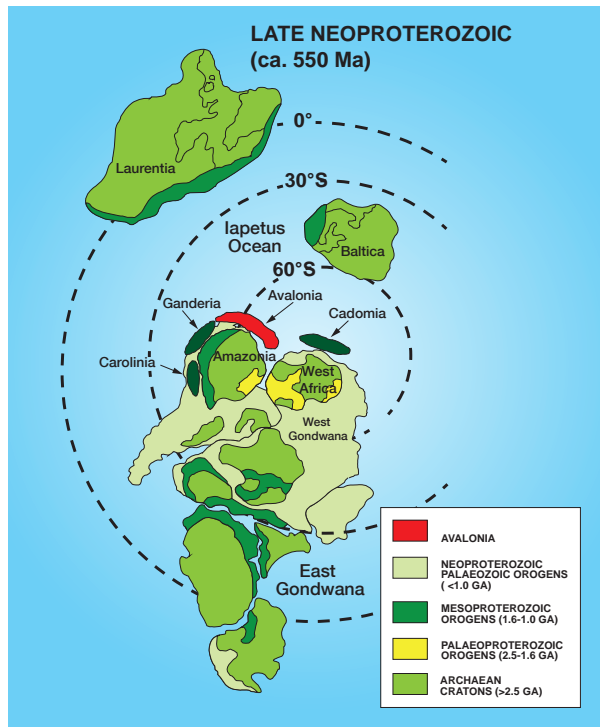 LATE NEOPROTEROZOIC
(ca. 550 Ma)
0°
Laurentia
30°S
Iapetus
Ocean
Baltica
60°S
Avalonia
Ganderia
Cadomia
Carolinia
Amazonia
West
Africa
West
Gondwana
East
Gondwana
AVALONIA
NEOPROTEROZOIC
PALAEOZOIC OROGENS
( <1.0 GA)
MESOPROTEROZOIC
OROGENS (1.6-1.0 GA)
PALAEOPROTEROZOIC
OROGENS (2.5-1.6 GA)
ARCHAEAN
CRATONS (>2.5 GA)